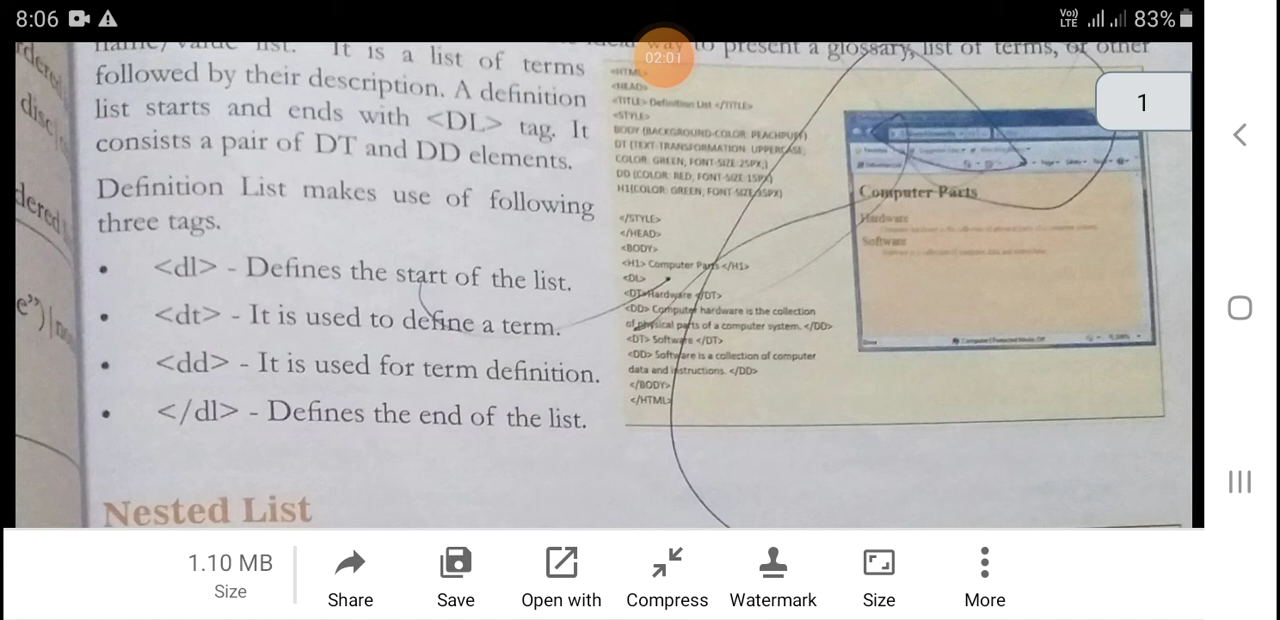 8:06
Vo))
LTE
83%
02:01
1
name/value list. It is a list of terms
followed by their description. A definition
list starts and ends with <DL> tag. It
consists a pair of DT and DD elements.
Definition List makes use of following
three tags.
• <dl> - Defines the start of the list.
• <dt> - It is used to define a term.
• <dd> - It is used for term definition.
• </dl> - Defines the end of the list.
Nested List
way to present a glossary, list of terms, or other
<HTML>
<HEAD>
<TITLE> Definition List </TITLE>
<STYLE>
BODY {BACKGROUND-COLOR: PEACHPUFF}
DT {TEXT-TRANSFORMATION: UPPERCASE;
COLOR: GREEN; FONT-SIZE:25PX;}
DD {COLOR: RED; FONT-SIZE:15PX}
H1{COLOR: GREEN; FONT-SIZE:35PX}
</STYLE>
</HEAD>
<BODY>
<H1> Computer Parts </H1>
<DL>
<DT>Hardware </DT>
<DD> Computer hardware is the collection
of physical parts of a computer system. </DD>
<DT> Software </DT>
<DD> Software is a collection of computer
data and instructions. </DD>
</BODY>
</HTML>
Computer Parts
Hardware
Software
dered
disc
dered
e")
1.10 MB
Size
Share
Save
Open with
Compress
Watermark
Size
More